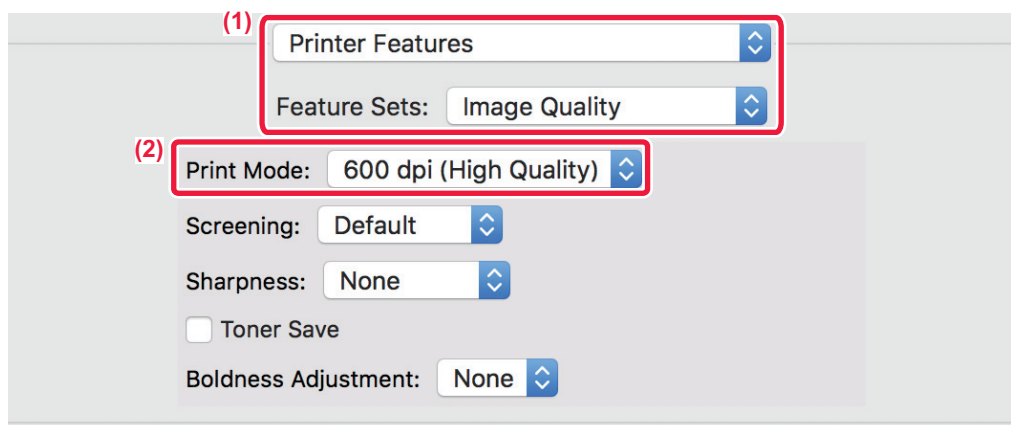 (1)
Printer Features
Feature Sets: Image Quality
(2)
Print Mode: 600 dpi (High Quality)
Screening: Default
Sharpness: None
Toner Save
Boldness Adjustment: None